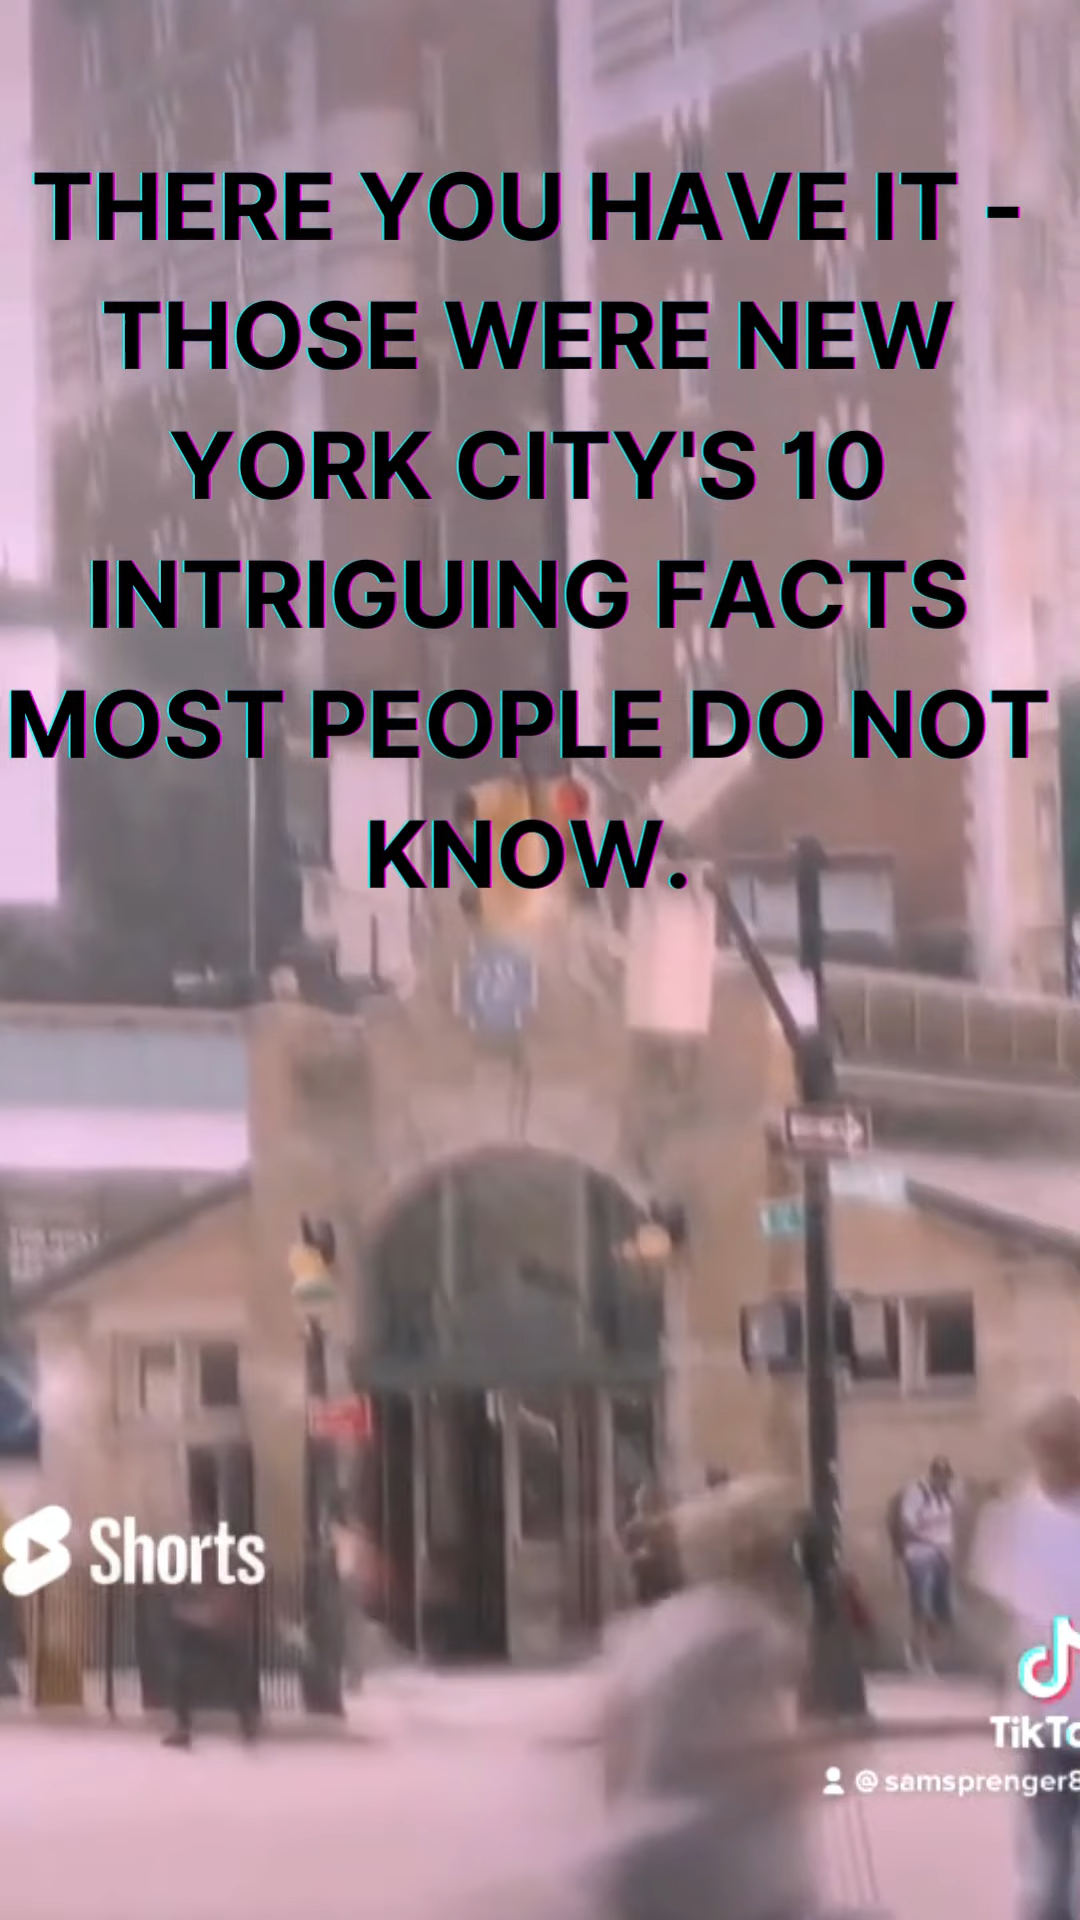 THERE YOU HAVE IT -
THOSE WERE NEW
YORK CITY'S 10
INTRIGUING FACTS
MOST PEOPLE DO NOT
KNOW.
Shorts
TikTo
@samsprenger8